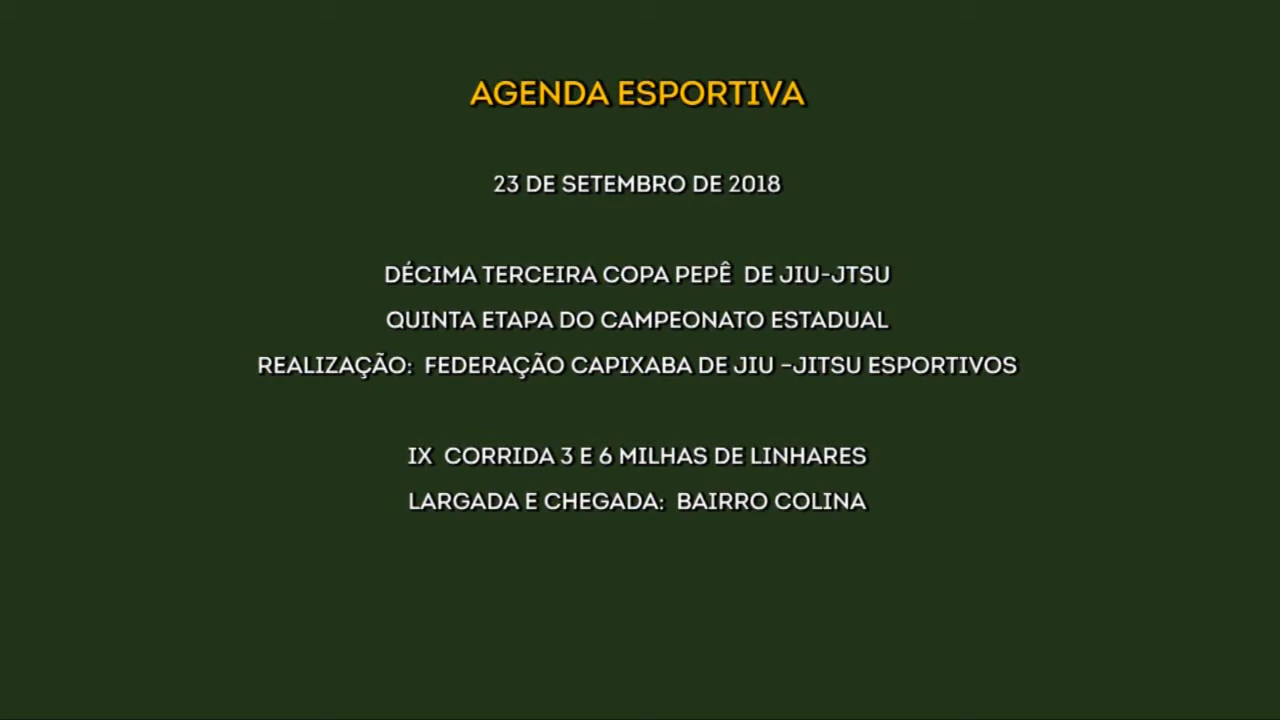 AGENDA ESPORTIVA
23 DE SETEMBRO DE 2018
DÉCIMA TERCEIRA COPA PEPÊ  DE JIU-JTSU
QUINTA ETAPA DO CAMPEONATO ESTADUAL
REALIZAÇÃO:  FEDERAÇÃO CAPIXABA DE JIU -JITSU ESPORTIVOS
IX  CORRIDA 3 E 6 MILHAS DE LINHARES
LARGADA E CHEGADA:  BAIRRO COLINA